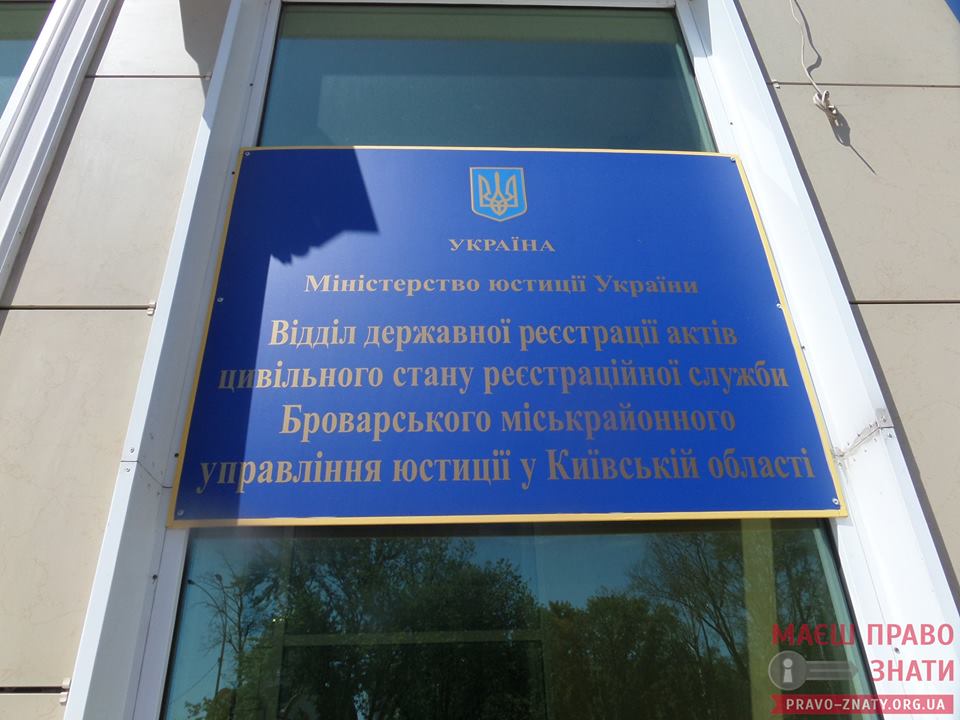 УКРАЇНА
Міністерство юстиції України
Відділ державної реєстрації актів
цивільного стану реєстраційної служби
Броварського міськрайонного
управління юстиції у Київській області
МАЄШ ПРАВО
ЗНАТИ
PRAVO-ZNATY.ORG.UA